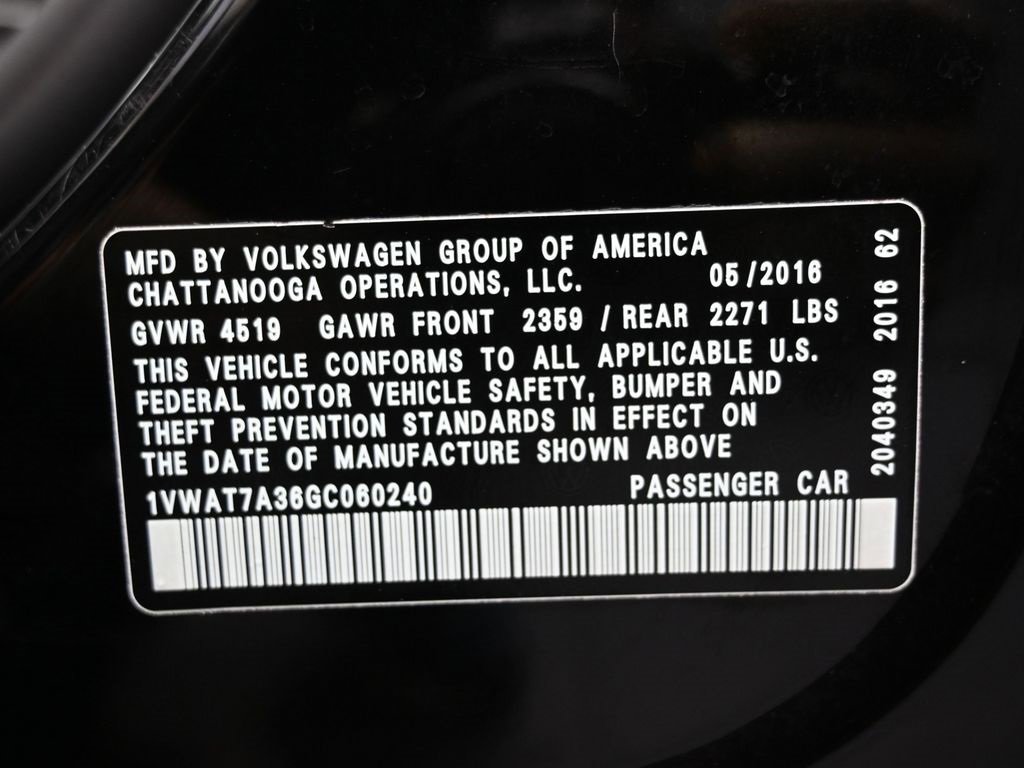 MFD BY VOLKSWAGEN GROUP OF AMERICA
CHATTANOOGA OPERATIONS, LLC. 05/2016
GVWR 4519 GAWR FRONT 2359 / REAR 2271 LBS
THIS VEHICLE CONFORMS TO ALL APPLICABLE U.S.
FEDERAL MOTOR VEHICLE SAFETY, BUMPER AND
THEFT PREVENTION STANDARDS IN EFFECT ON
THE DATE OF MANUFACTURE SHOWN ABOVE
1VWAT7A36GC060240 PASSENGER CAR
2040349 2016 62